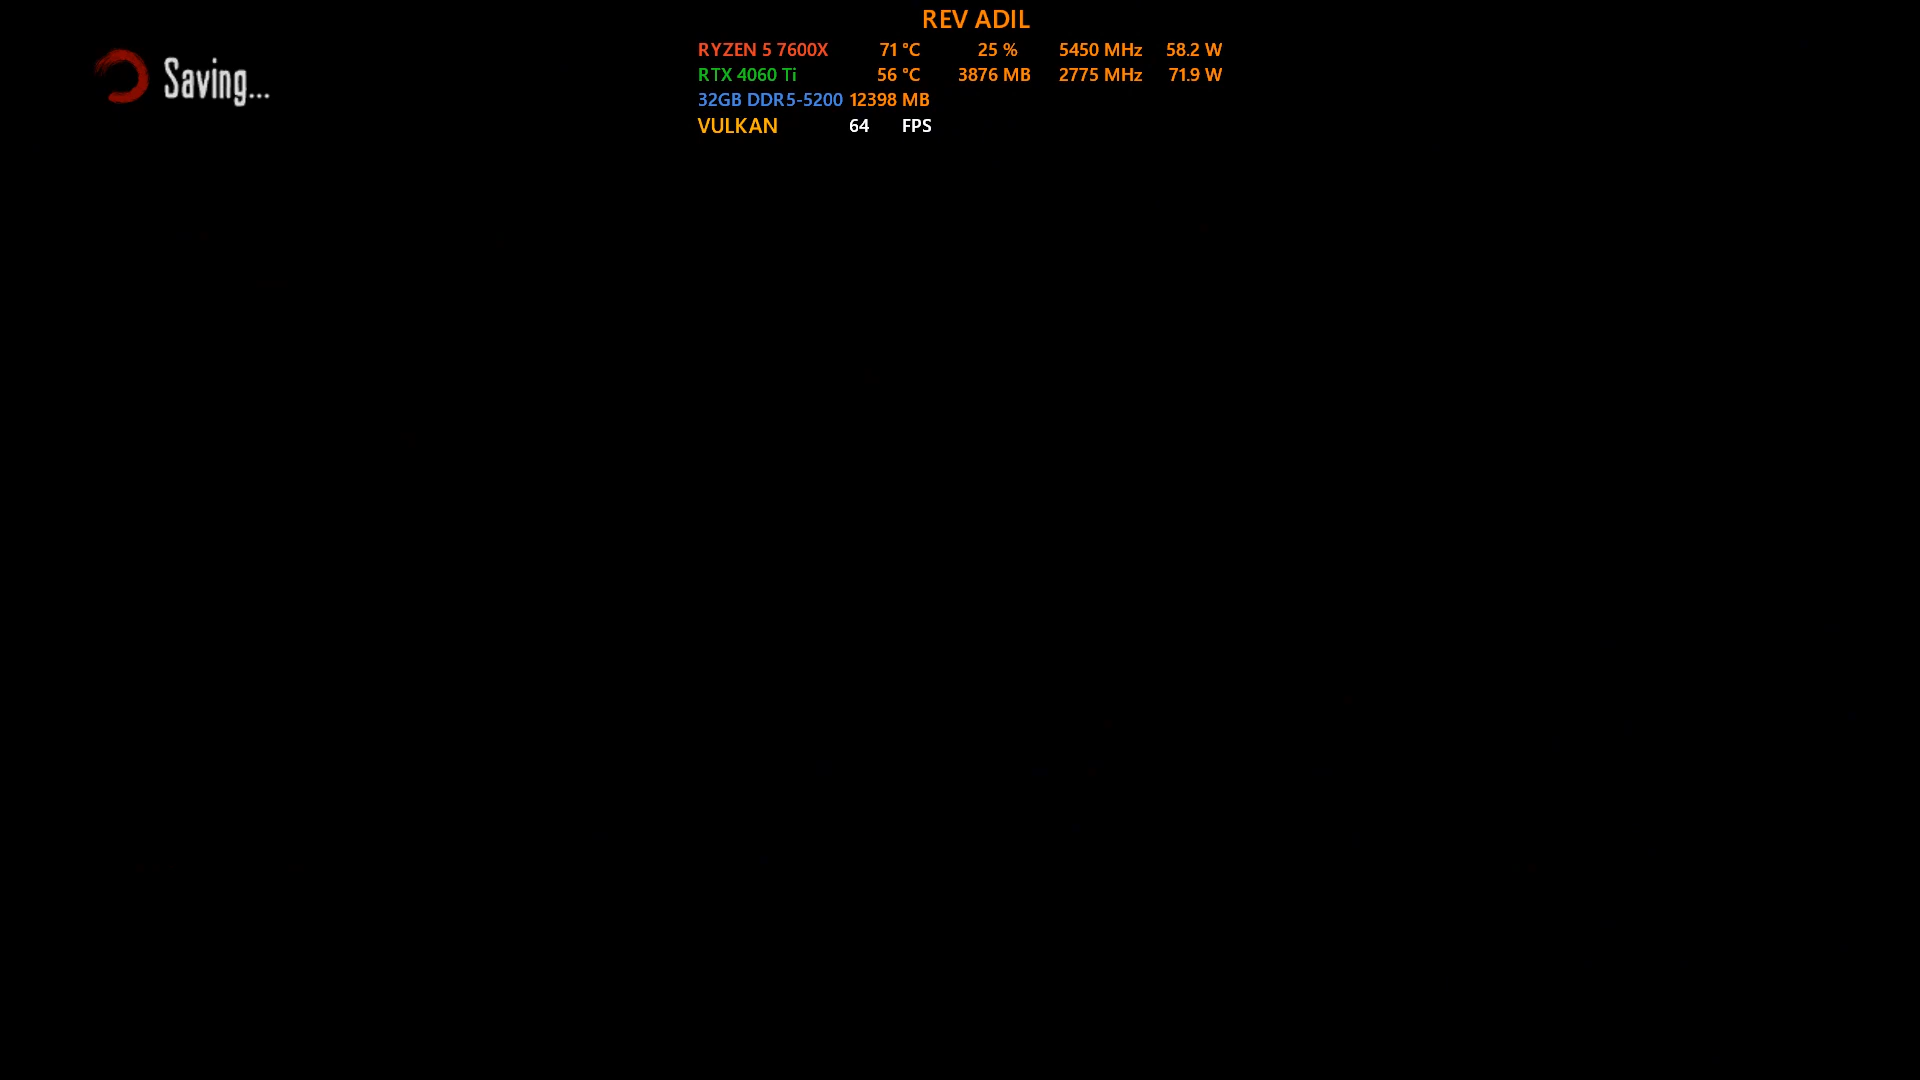 REV ADIL
RYZEN 5 7600X 71 °C 25 % 5450 MHz 58.2 W
RTX 4060 Ti 56 °C 3876 MB 2775 MHz 71.9 W
32GB DDR5-5200 12398 MB
VULKAN 64 FPS
Saving...